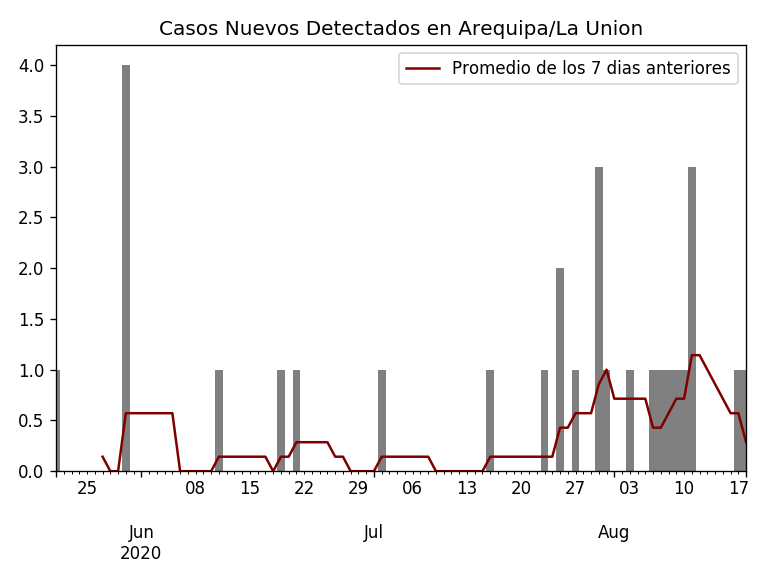 Casos Nuevos Detectados en Arequipa/La Union
Promedio de los 7 dias anteriores
4.0
3.5
3.0
2.5
2.0
1.5
1.0
0.5
0.0
25 08 15 22 29 06 13 20 27 03 10 17
Jun Jul Aug
2020